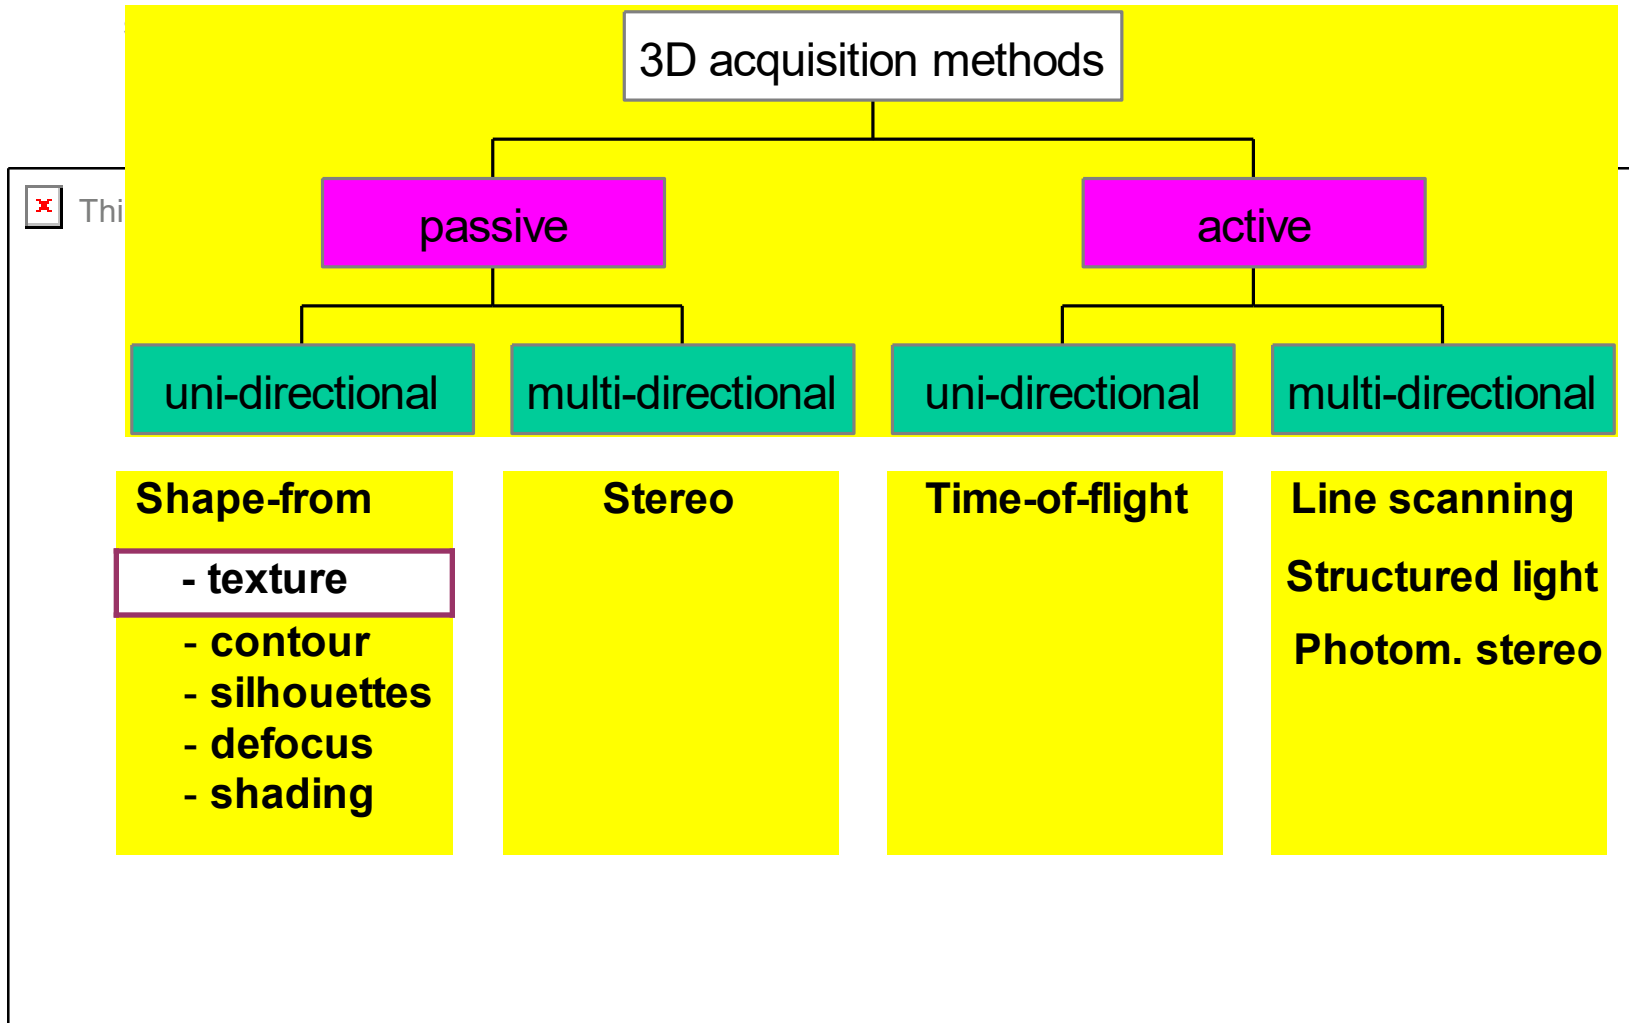 3D acquisition methods
Thi
passive
active
uni-directional
multi-directional
uni-directional
multi-directional
Shape-from
- texture
- contour
- silhouettes
- defocus
- shading
Stereo
Time-of-flight
Line scanning
Structured light
Photom. stereo